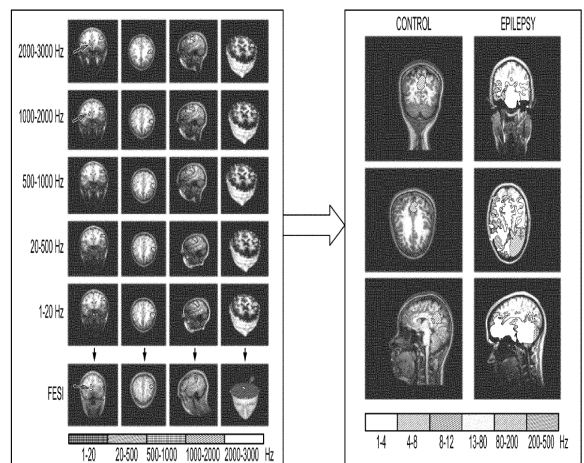 2000-3000 Hz
1000-2000 Hz
500-1000 Hz
20-500 Hz
1-20 Hz
FESI
1-20 20-500 500-1000 1000-2000 2000-3000 Hz
CONTROL EPILEPSY
1-4 4-8 8-12 13-80 80-200 200-500 Hz